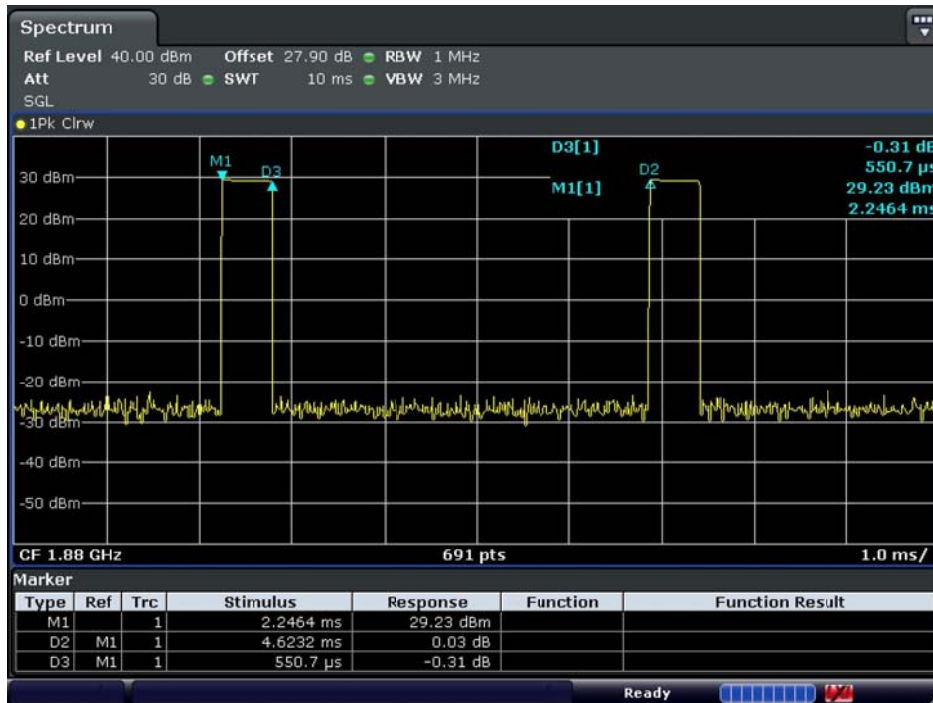 Spectrum
Ref Level 40.00 dBm Offset 27.90 dB RBW 1 MHz
Att 30 dB SWT 10 ms VBW 3 MHz
SGL
1Pk Clrw
D3[1] -0.31 dB
550.7 µs
M1[1] 29.23 dBm
2.2464 ms
M1
D3
D2
30 dBm
20 dBm
10 dBm
0 dBm
-10 dBm
-20 dBm
-30 dBm
-40 dBm
-50 dBm
CF 1.88 GHz 691 pts 1.0 ms/
Marker
Type Ref Trc Stimulus Response Function Function Result
M1 1 2.2464 ms 29.23 dBm
D2 M1 1 4.6232 ms 0.03 dB
D3 M1 1 550.7 µs -0.31 dB
Ready